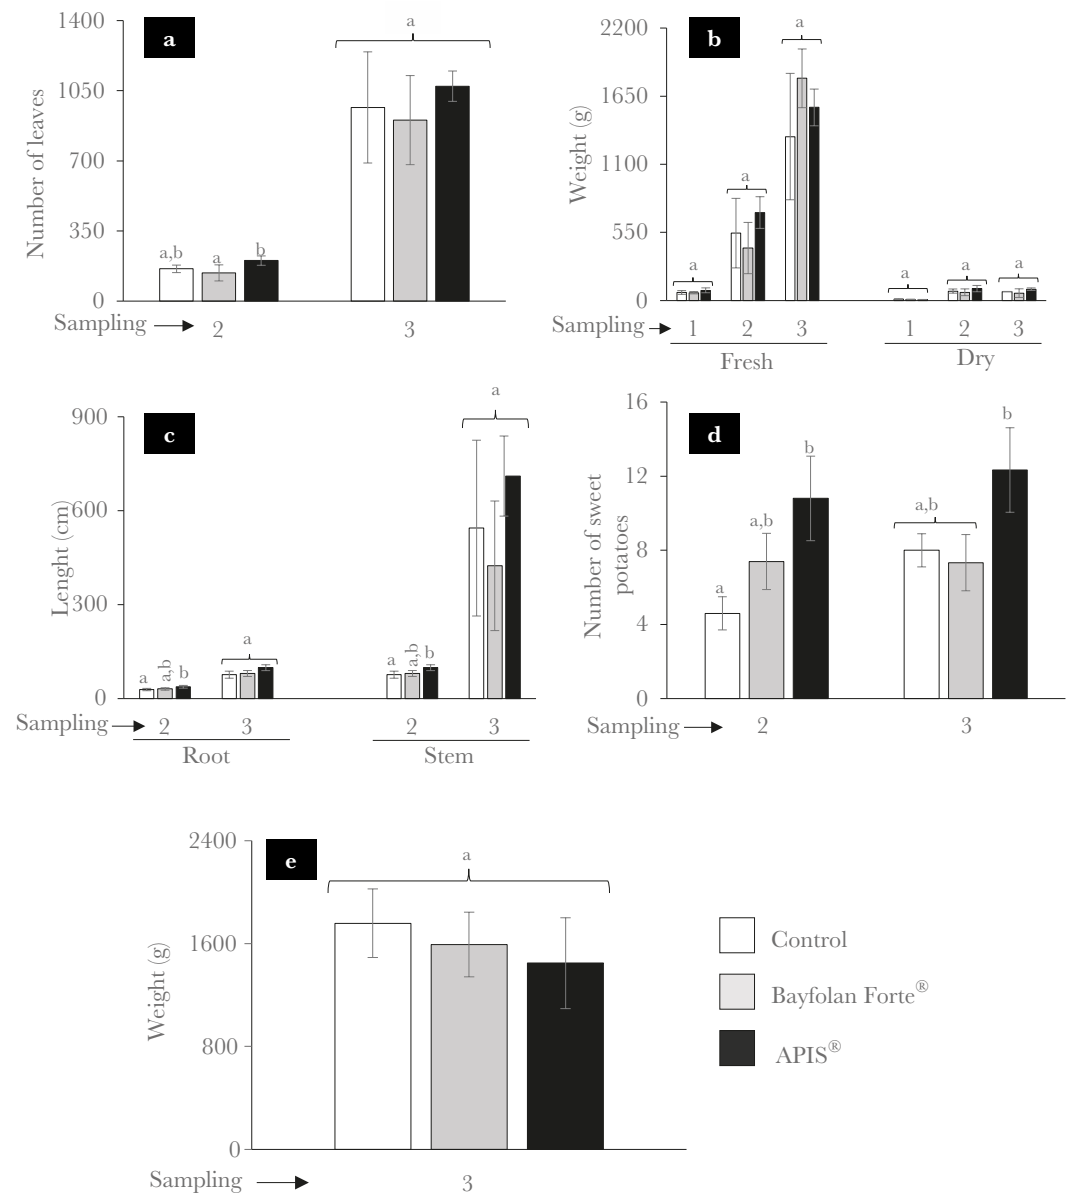 a
Number of leaves
1400
1050
700
350
0
a,b
a
b
a
Sampling
2
3
b
Weight (g)
2200
1650
1100
550
0
a
a
a
a
a
a
Sampling
1
2
3
1
2
3
Fresh
Dry
c
Lenght (cm)
900
600
300
0
a
a,b
b
a
a
a,b
b
a
Sampling
2
3
2
3
Root
Stem
d
Number of sweet
potatoes
16
12
8
4
0
a
a,b
b
a,b
b
Sampling
2
3
e
Weight (g)
2400
1600
800
0
a
Sampling
3
Control
Bayfolan Forte®
APIS®